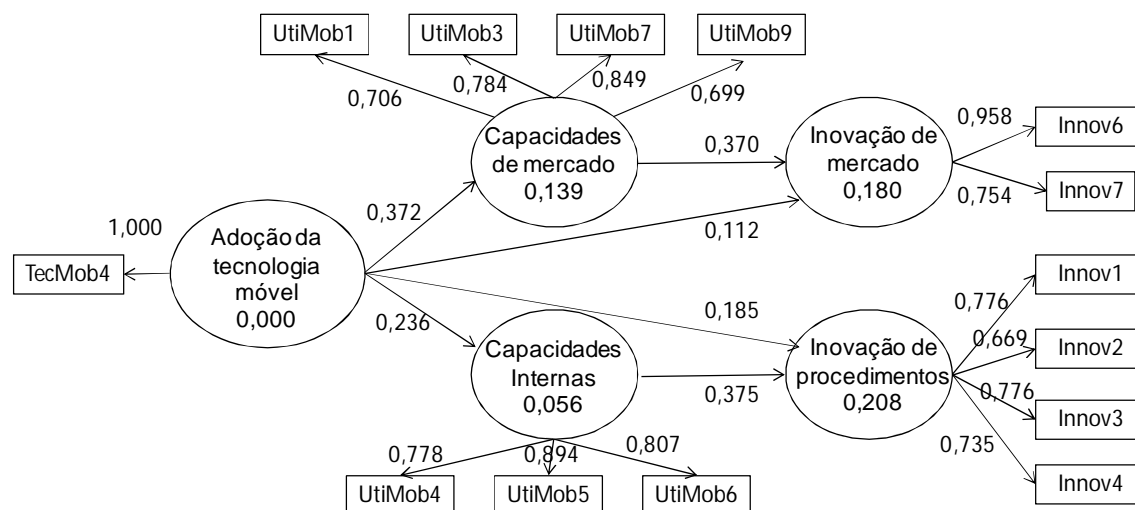 UtiMob1
UtiMob3
UtiMob7
UtiMob9
0,706
0,784
0,849
0,699
Capacidades
de mercado
0,139
0,370
Inovação de
mercado
0,180
0,958
Innov6
0,754
Innov7
1,000
TecMob4
Adoção da
tecnologia
móvel
0,000
0,372
0,112
0,185
0,236
Capacidades
Internas
0,056
0,375
Inovação de
procedimentos
0,208
0,776
Innov1
0,669
Innov2
0,776
Innov3
0,735
Innov4
0,778
0,894
0,807
UtiMob4
UtiMob5
UtiMob6